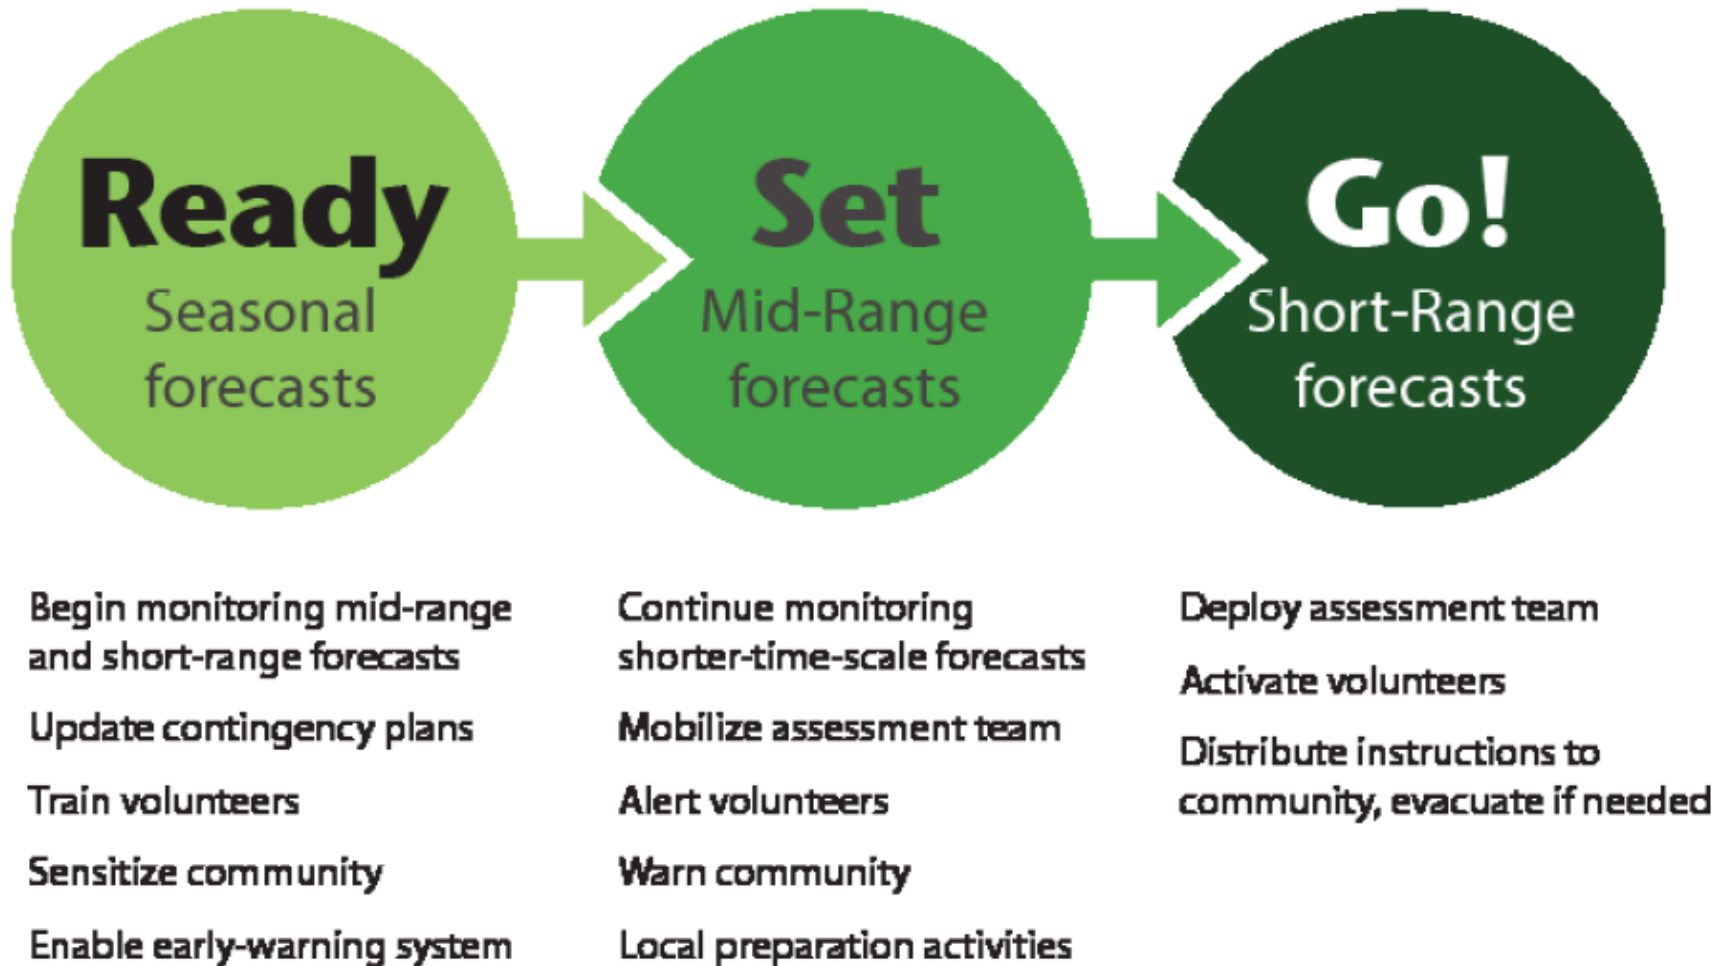 Ready
Seasonal
forecasts
Set
Mid-Range
forecasts
Go!
Short-Range
forecasts
Begin monitoring mid-range
and short-range forecasts
Update contingency plans
Train volunteers
Sensitize community
Enable early-warning system
Continue monitoring
shorter-time-scale forecasts
Mobilize assessment team
Alert volunteers
Warn community
Local preparation activities
Deploy assessment team
Activate volunteers
Distribute instructions to
community, evacuate if needed